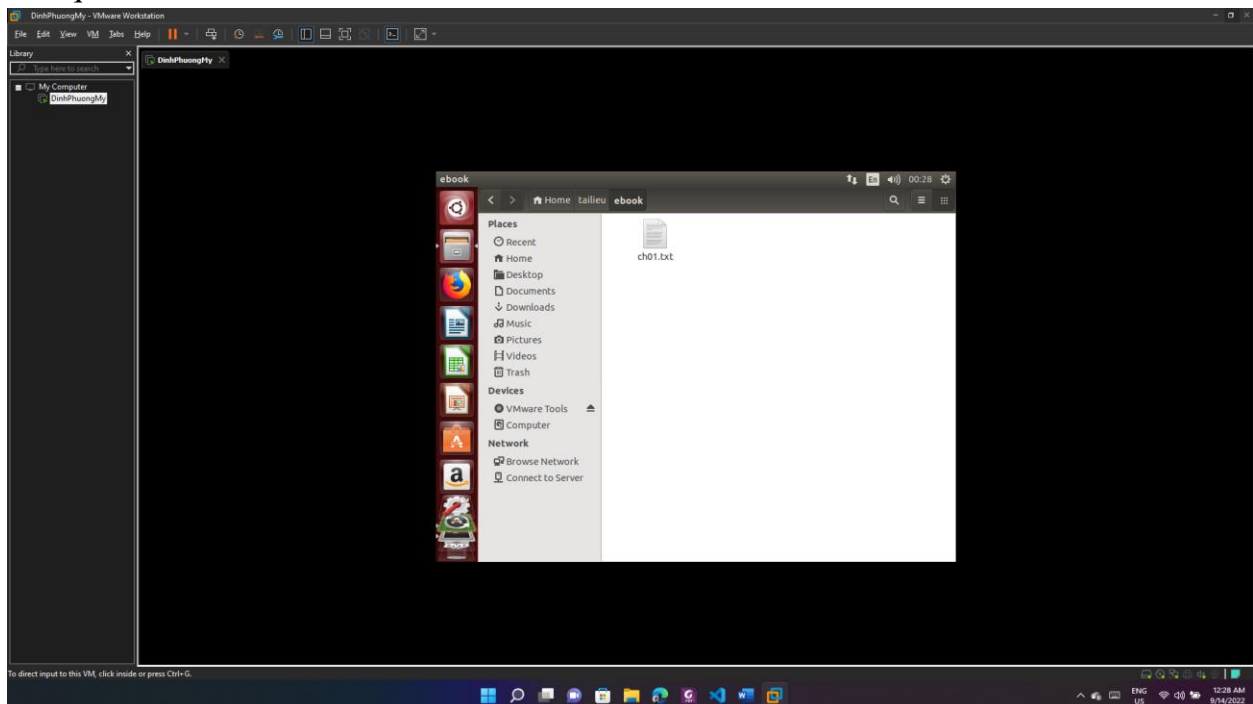 DinhPhuongMy - VMware Workstation
File Edit View VM Tabs Help
Library
Type here to search
My Computer
DinhPhuongMy
DinhPhuongMy
ebook
En 00:28
Home tailieu ebook
Places
Recent
Home
Desktop
Documents
Downloads
Music
Pictures
Videos
Trash
Devices
VMware Tools
Computer
Network
Browse Network
Connect to Server
ch01.txt
To direct input to this VM, click inside or press Ctrl+G.
ENG
US
12:28 AM
9/14/2022